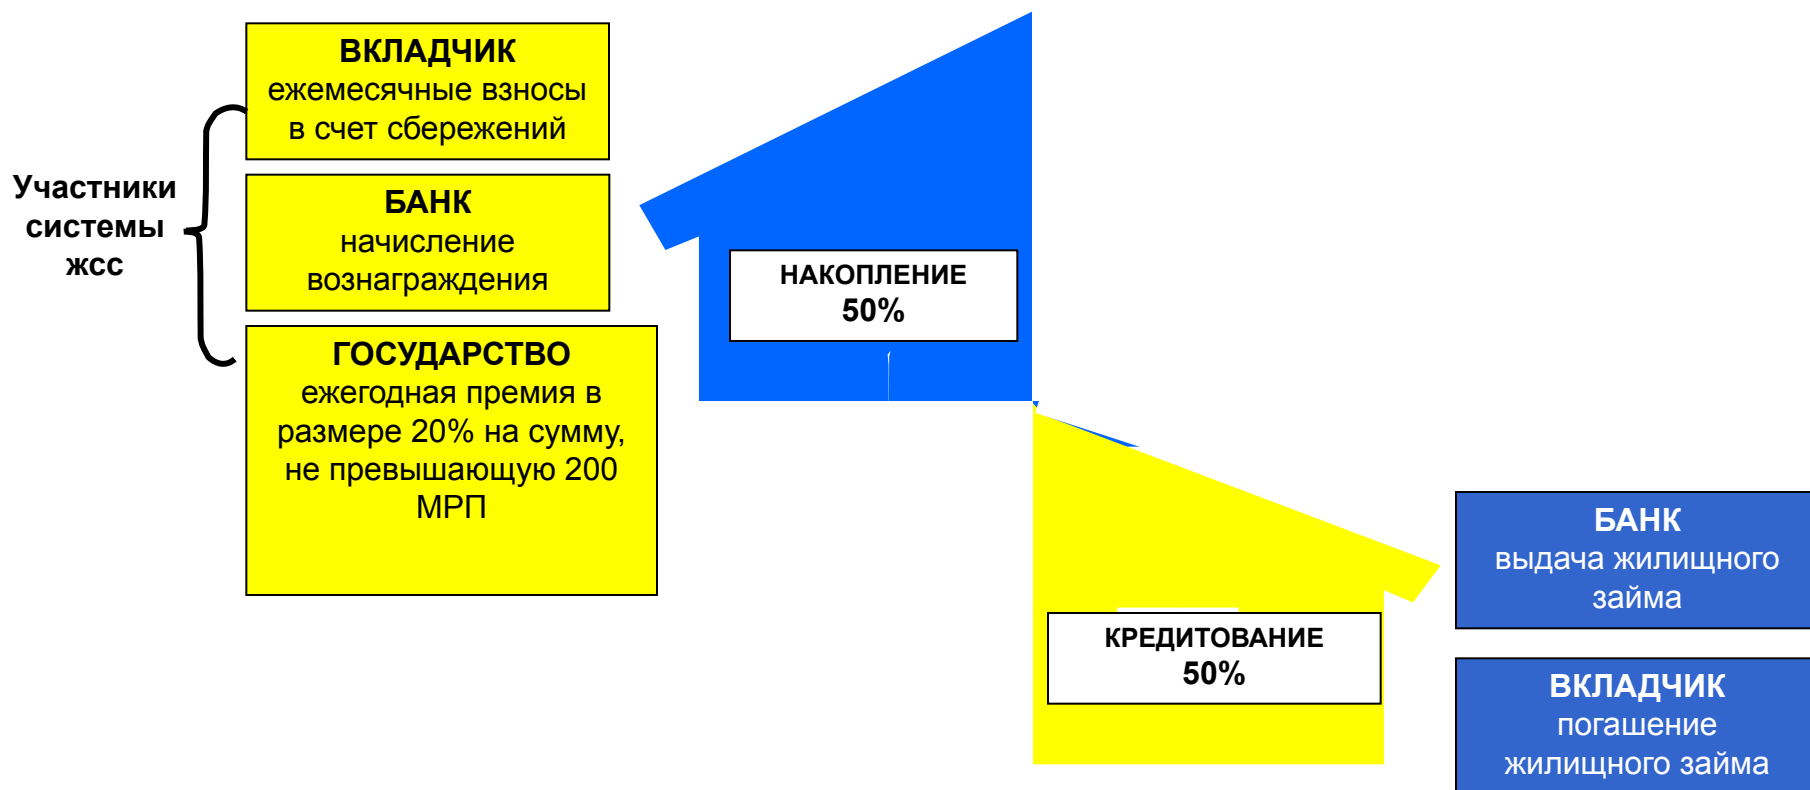 Участники
системы
жсс
ВКЛАДЧИК
ежемесячные взносы
в счет сбережений
БАНК
начисление
вознаграждения
ГОСУДАРСТВО
ежегодная премия в
размере 20% на сумму,
не превышающую 200
МРП
НАКОПЛЕНИЕ
50%
КРЕДИТОВАНИЕ
50%
БАНК
выдача жилищного
займа
ВКЛАДЧИК
погашение
жилищного займа